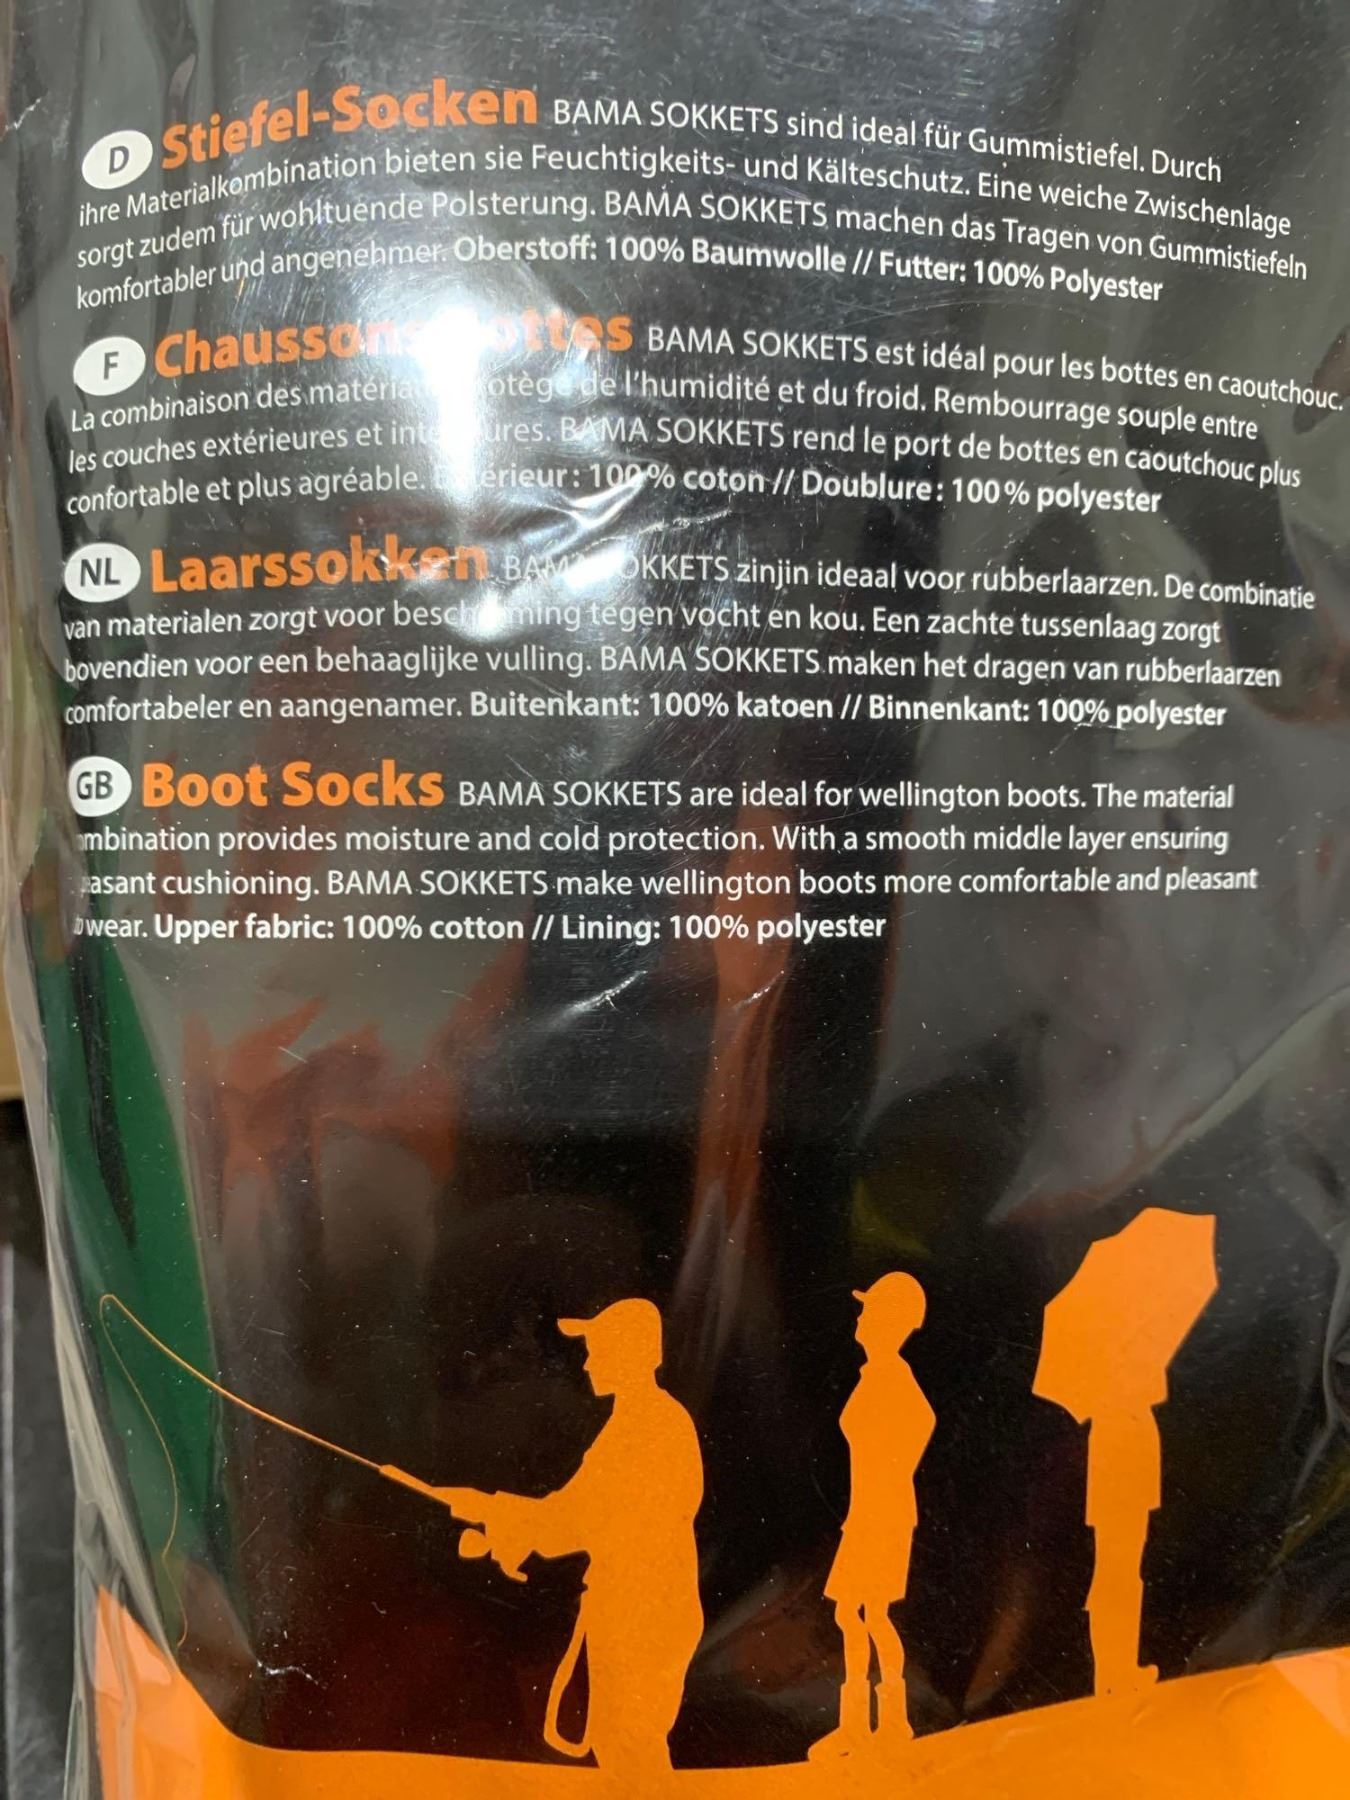 D Stiefel-Socken BAMA SOKKETS sind ideal für Gummistiefel. Durch
ihre Materialkombination bieten sie Feuchtigkeits- und Kälteschutz. Eine weiche Zwischenlage
sorgt zudem für wohltuende Polsterung. BAMA SOKKETS machen das Tragen von Gummistiefeln
komfortabler und angenehmer. Oberstoff: 100% Baumwolle // Futter: 100% Polyester
F Chaussons BAMA SOKKETS est idéal pour les bottes en caoutchouc.
La combinaison des de l'humidité et du froid. Rembourrage souple entre
les couches extérieures et BAMA SOKKETS rend le port de bottes en caoutchouc plus
confortable et plus agréable. 100% coton // Doublure: 100% polyester
NL Laarssokken BAMA SOKKETS zinjin ideaal voor rubberlaarzen. De combinatie
van materialen zorgt voor bescherming tegen vocht en kou. Een zachte tussenlaag zorgt
bovendien voor een behaaglijke vulling. BAMA SOKKETS maken het dragen van rubberlaarzen
comfortabeler en aangenamer. Buitenkant: 100% katoen // Binnenkant: 100% polyester
GB Boot Socks BAMA SOKKETS are ideal for wellington boots. The material
mbination provides moisture and cold protection. With a smooth middle layer ensuring
easant cushioning. BAMA SOKKETS make wellington boots more comfortable and pleasant
wear. Upper fabric: 100% cotton // Lining: 100% polyester